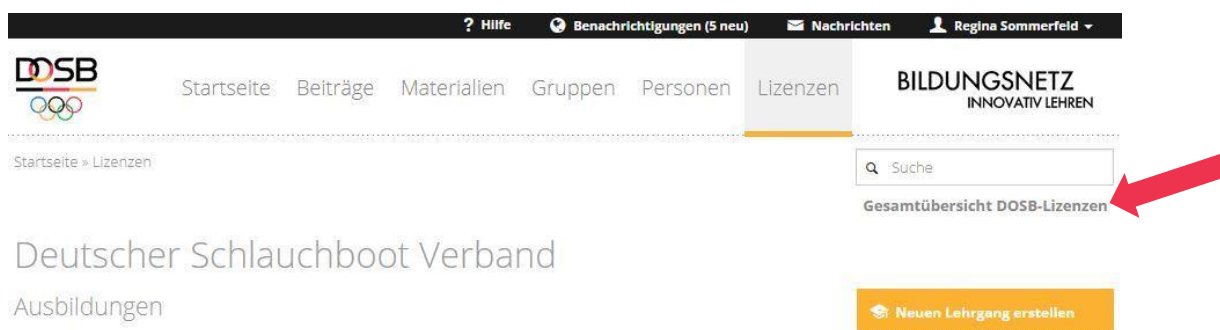 ? Hilfe Benachrichtigungen (5 neu) Nachrichten Regina Sommerfeld
DOSB Startseite Beiträge Materialien Gruppen Personen Lizenzen BILDUNGSNETZ
INNOVATIV LEHREN
Startseite » Lizenzen Suche
Gesamtübersicht DOSB-Lizenzen
Deutscher Schlauchboot Verband
Ausbildungen Neuen Lehrgang erstellen